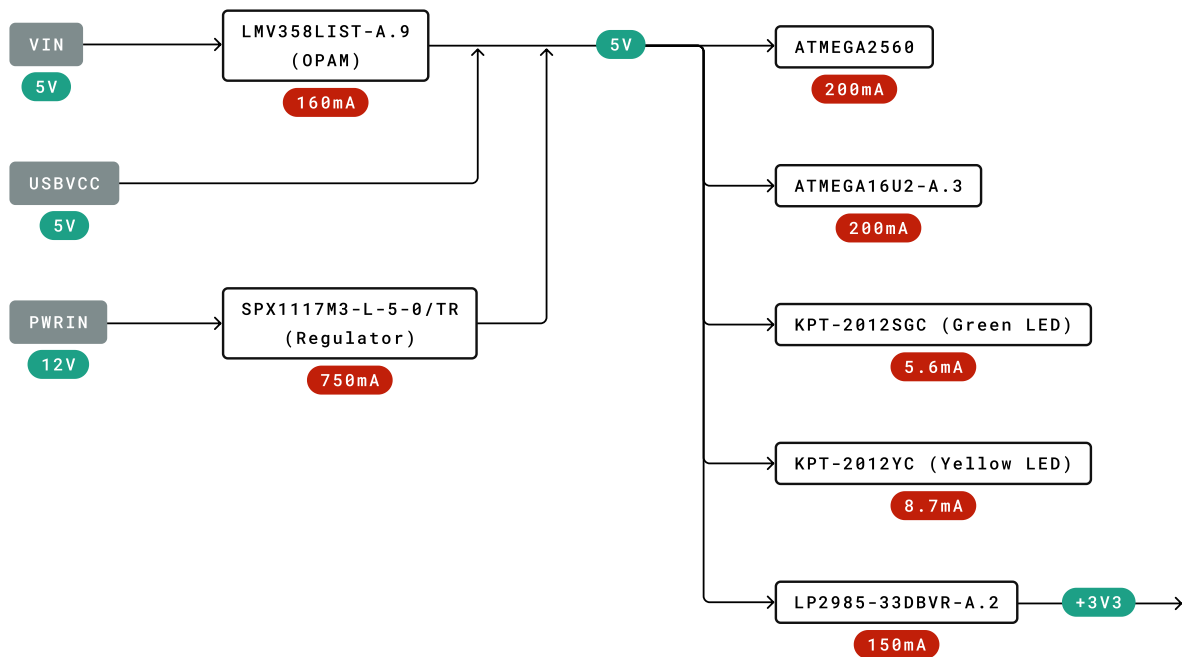 VIN
5V
LMV358LIST-A.9
(OPAM)
160mA
5V
ATMEGA2560
200mA
USBVCC
5V
ATMEGA16U2-A.3
200mA
PWRIN
12V
SPX1117M3-L-5-0/TR
(Regulator)
750mA
KPT-2012SGC (Green LED)
5.6mA
KPT-2012YC (Yellow LED)
8.7mA
LP2985-33DBVR-A.2
150mA
+3V3